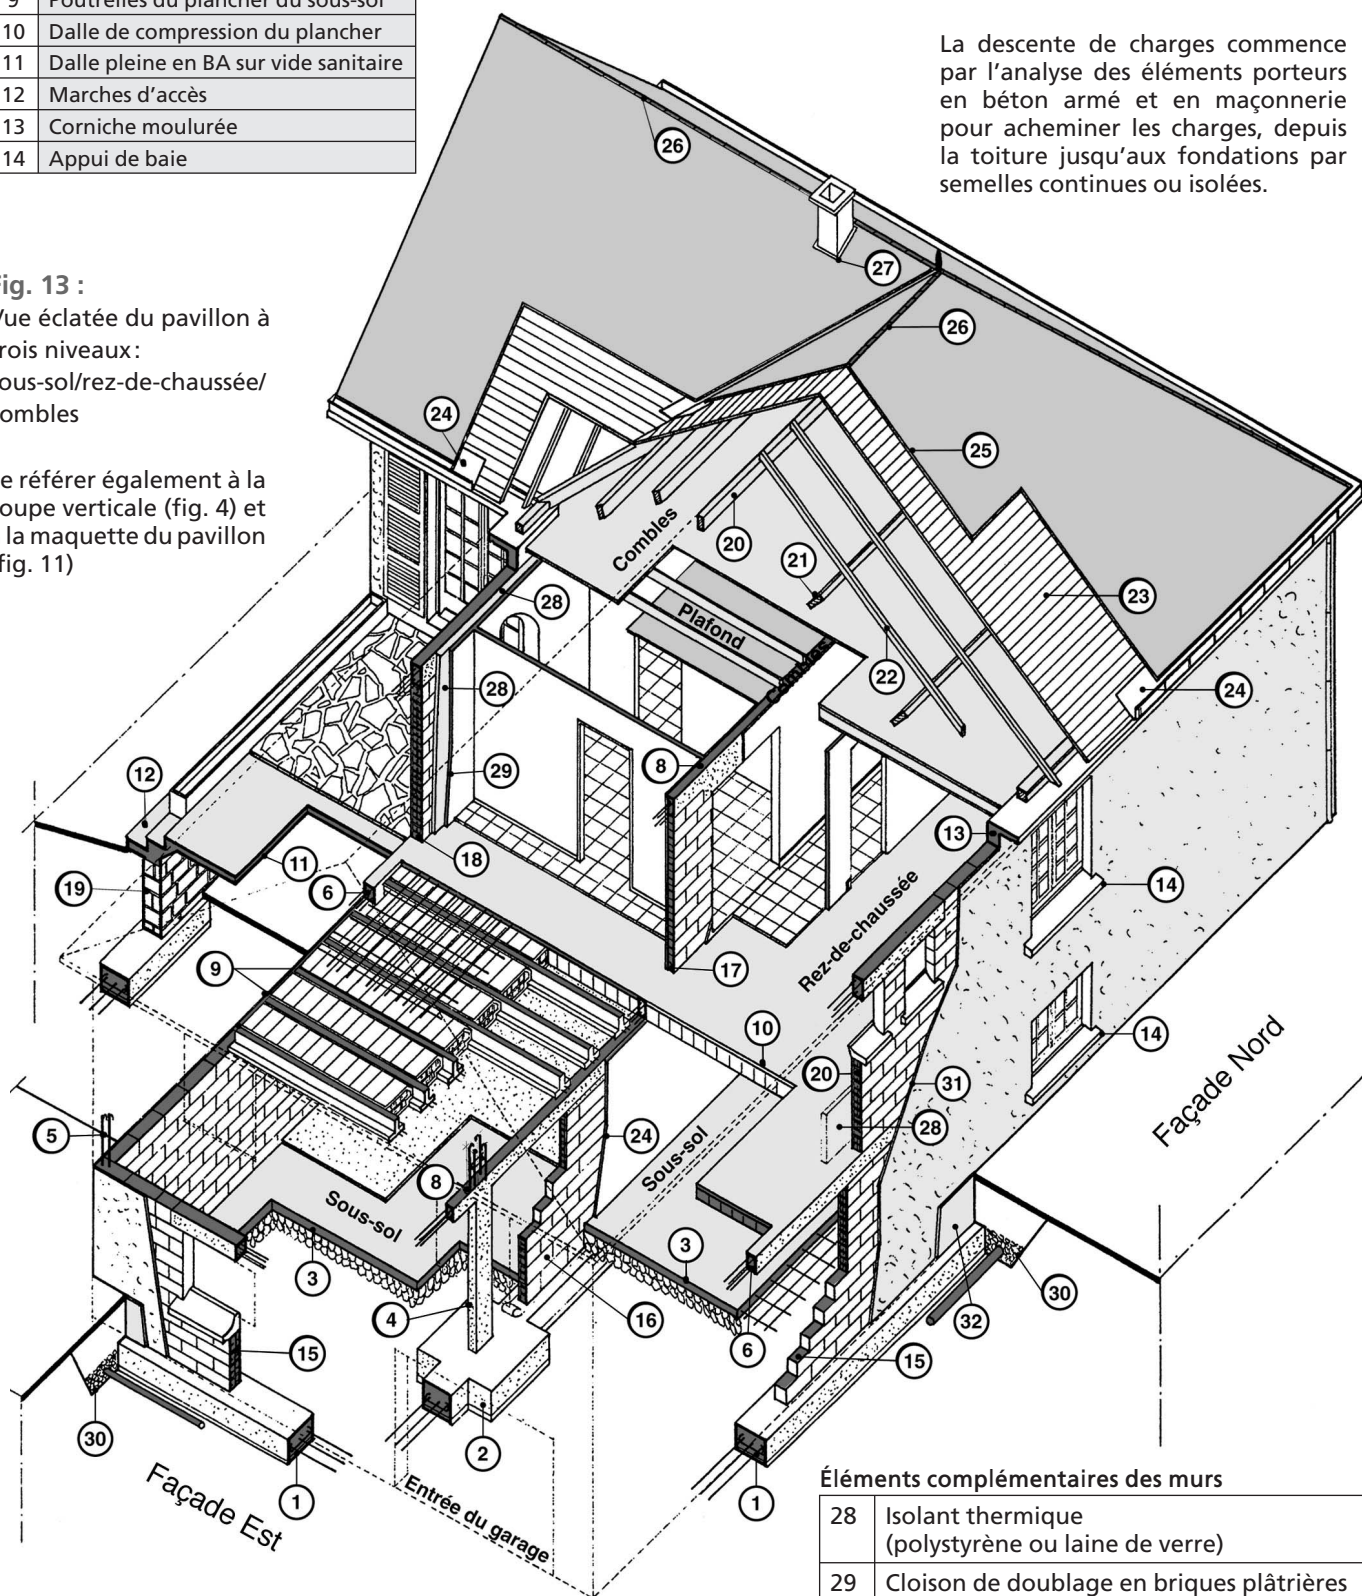 9 Poutrelles du plancher du sous-sol
10 Dalle de compression du plancher
11 Dalle pleine en BA sur vide sanitaire
12 Marches d'accès
13 Corniche moulurée
14 Appui de baie
La descente de charges commence
par l'analyse des éléments porteurs
en béton armé et en maçonnerie
pour acheminer les charges, depuis
la toiture jusqu'aux fondations par
semelles continues ou isolées.
ig. 13 :
ue éclatée du pavillon à
rois niveaux :
ous-sol/rez-de-chaussée/
ombles
e référer également à la
oupe verticale (fig. 4) et
la maquette du pavillon
fig. 11)
26
27
26
24
25
20
Combles
21
28
23
Plafond
22
28
24
Combles
8
29
12
13
11
18
14
19
6
Rez-de-chaussée
9
17
10
14
20
31
Façade Nord
5
24
28
Sous-sol
8
Sous-sol
3
3
30
4
16
32
6
15
15
30
2
Façade Est
1
Entrée du garage
1
Éléments complémentaires des murs
28 Isolant thermique
(polystyrène ou laine de verre)
29 Cloison de doublage en briques plâtrières